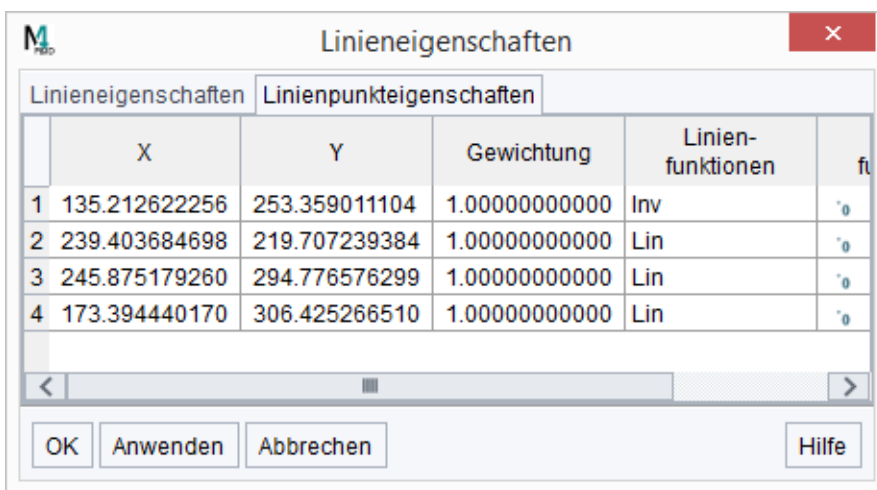 M
Linieneigenschaften
Linieneigenschaften Linienpunkteigenschaften
X Y Gewichtung Linien-
funktionen
1 135.212622256 253.359011104 1.00000000000 Inv
2 239.403684698 219.707239384 1.00000000000 Lin
3 245.875179260 294.776576299 1.00000000000 Lin
4 173.394440170 306.425266510 1.00000000000 Lin
OK Anwenden Abbrechen Hilfe